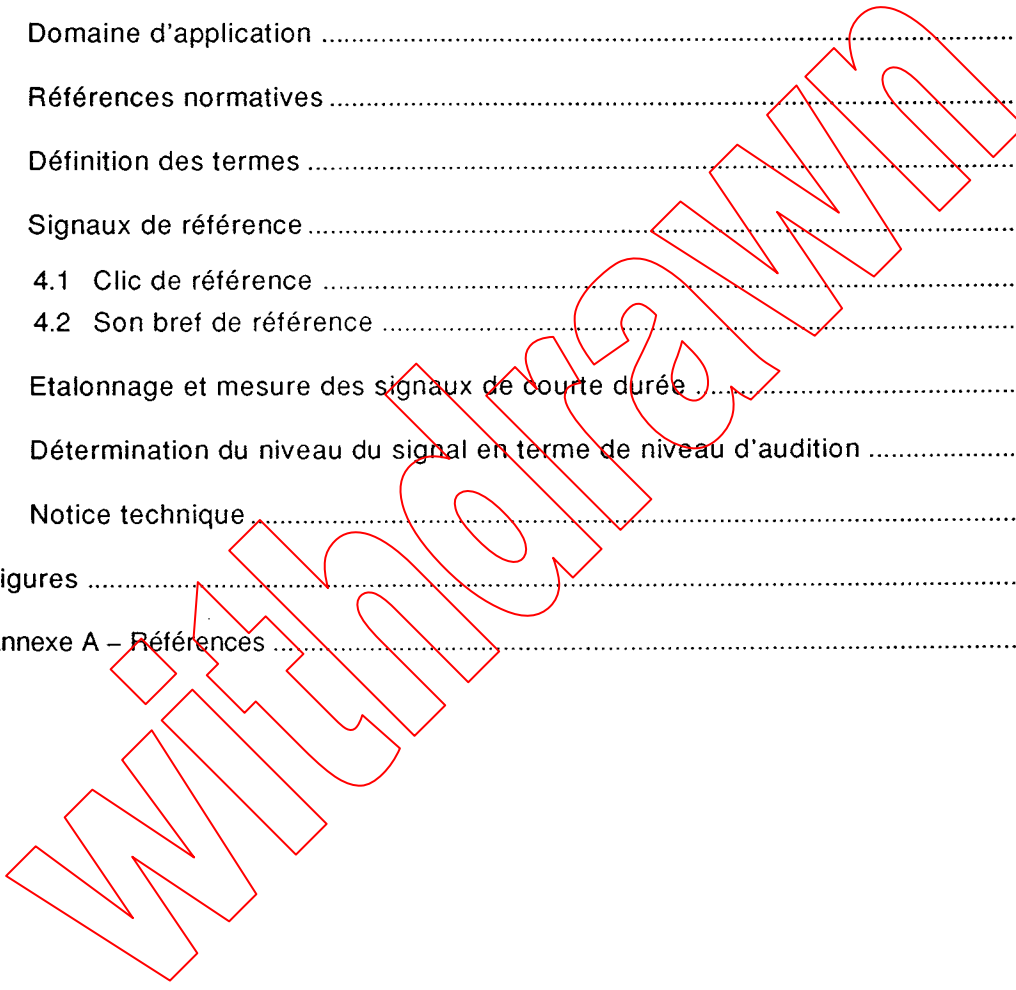 Domaine d'application ................................................................
Références normatives ................................................................
Définition des termes ................................................................
Signaux de référence ................................................................
4.1 Clic de référence ................................................................
4.2 Son bref de référence ................................................................
Etalonnage et mesure des signaux de courte durée ................................
Détermination du niveau du signal en terme de niveau d'audition ................
Notice technique ................................................................
igures ................................................................
nnexe A – Références ................................................................
withdrawn